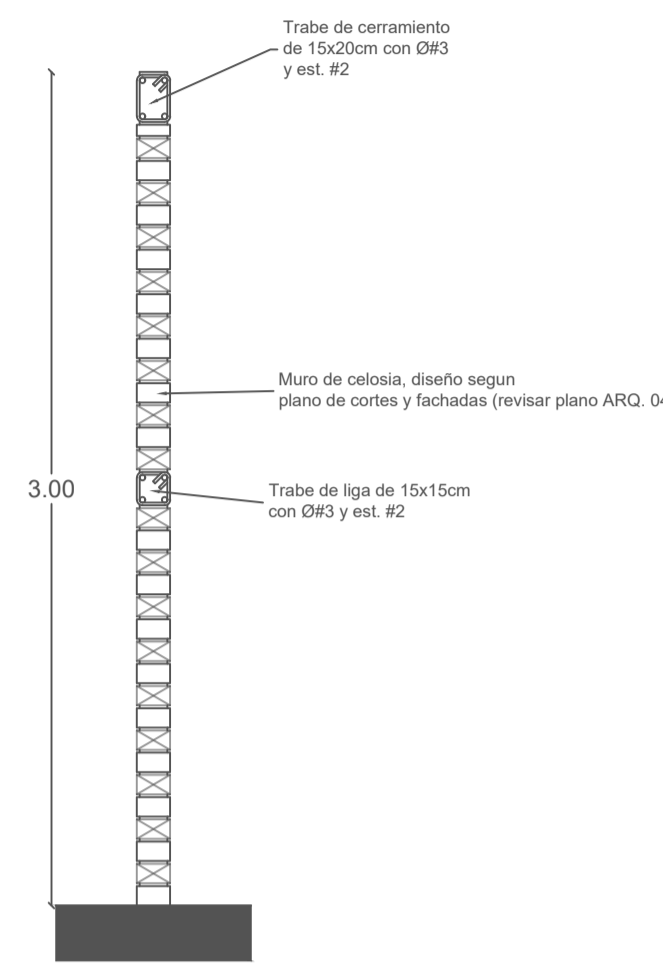 Trabe de cerramiento
de 15x20cm con Ø#3
y est. #2
Muro de celosia, diseño segun
plano de cortes y fachadas (revisar plano ARQ. 04
3.00
Trabe de liga de 15x15cm
con Ø#3 y est. #2